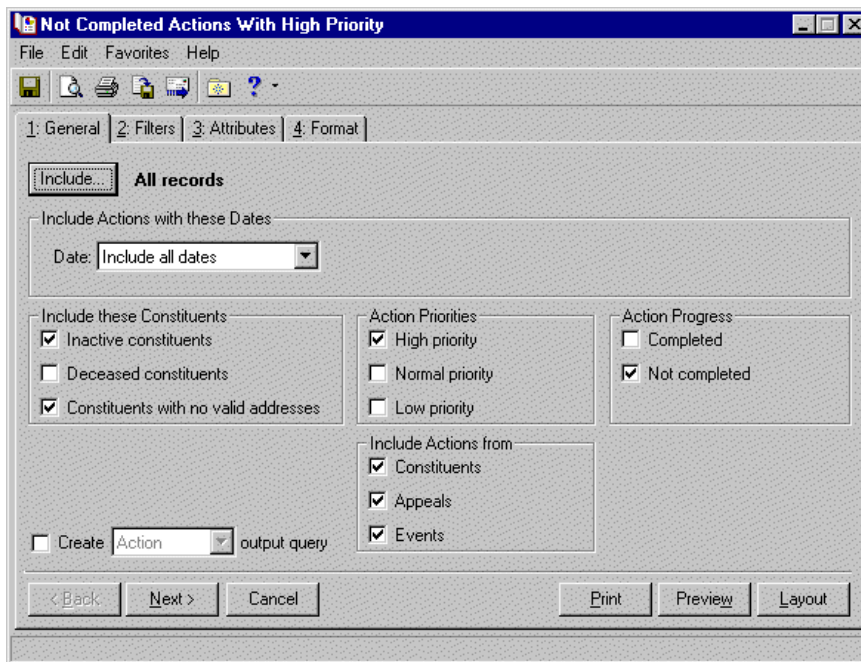 Not Completed Actions With High Priority
File Edit Favorites Help
1: General 2: Filters 3: Attributes 4: Format
Include... All records
Include Actions with these Dates
Date: Include all dates
Include these Constituents
Inactive constituents
Deceased constituents
Constituents with no valid addresses
Action Priorities
High priority
Normal priority
Low priority
Action Progress
Completed
Not completed
Include Actions from
Constituents
Appeals
Events
Create Action output query
< Back Next > Cancel Print Preview Layout